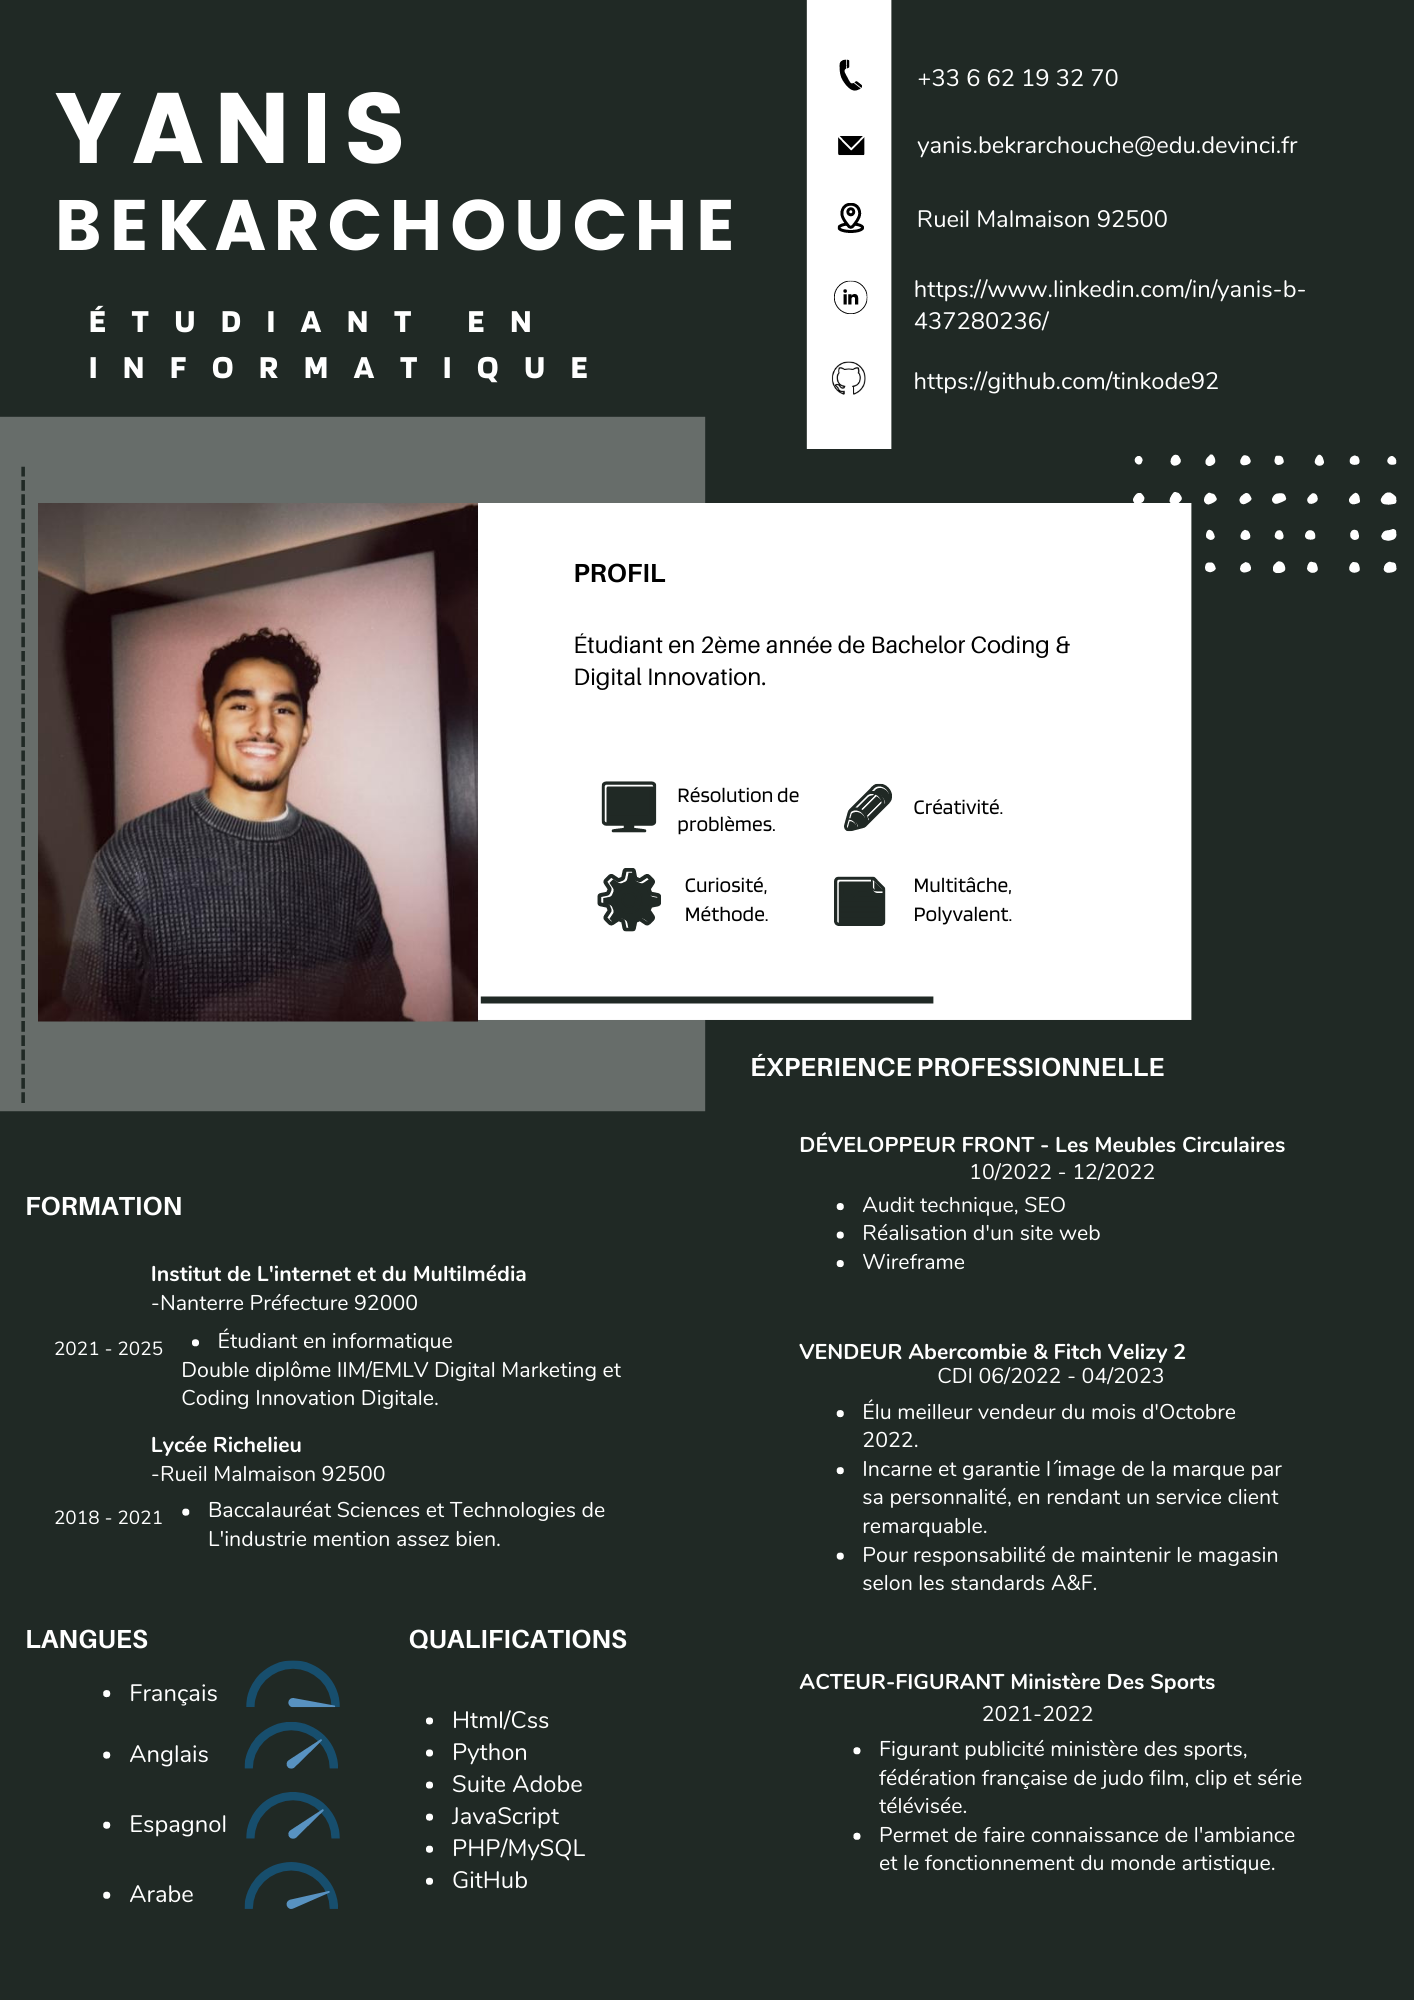 YANIS
BEKARCHOUCHE
ÉTUDIANT EN
INFORMATIQUE
+33 6 62 19 32 70
yanis.bekrarchouche@edu.devinci.fr
Rueil Malmaison 92500
https://www.linkedin.com/in/yanis-b-
437280236/
https://github.com/tinkode92
PROFIL
Étudiant en 2ème année de Bachelor Coding &
Digital Innovation.
Résolution de
problèmes.
Créativité.
Curiosité,
Méthode.
Multitâche,
Polyvalent.
FORMATION
Institut de L'internet et du Multilmédia
-Nanterre Préfecture 92000
2021 - 2025
• Étudiant en informatique
Double diplôme IIM/EMLV Digital Marketing et
Coding Innovation Digitale.
Lycée Richelieu
-Rueil Malmaison 92500
2018 - 2021
• Baccalauréat Sciences et Technologies de
L'industrie mention assez bien.
LANGUES
• Français
• Anglais
• Espagnol
• Arabe
QUALIFICATIONS
• Html/Css
• Python
• Suite Adobe
• JavaScript
• PHP/MySQL
• GitHub
ÉXPERIENCE PROFESSIONNELLE
DÉVELOPPEUR FRONT - Les Meubles Circulaires
10/2022 - 12/2022
• Audit technique, SEO
• Réalisation d'un site web
• Wireframe
VENDEUR Abercombie & Fitch Velizy 2
CDI 06/2022 - 04/2023
• Élu meilleur vendeur du mois d'Octobre
2022.
• Incarne et garantie l´image de la marque par
sa personnalité, en rendant un service client
remarquable.
• Pour responsabilité de maintenir le magasin
selon les standards A&F.
ACTEUR-FIGURANT Ministère Des Sports
2021-2022
• Figurant publicité ministère des sports,
fédération française de judo film, clip et série
télévisée.
• Permet de faire connaissance de l'ambiance
et le fonctionnement du monde artistique.